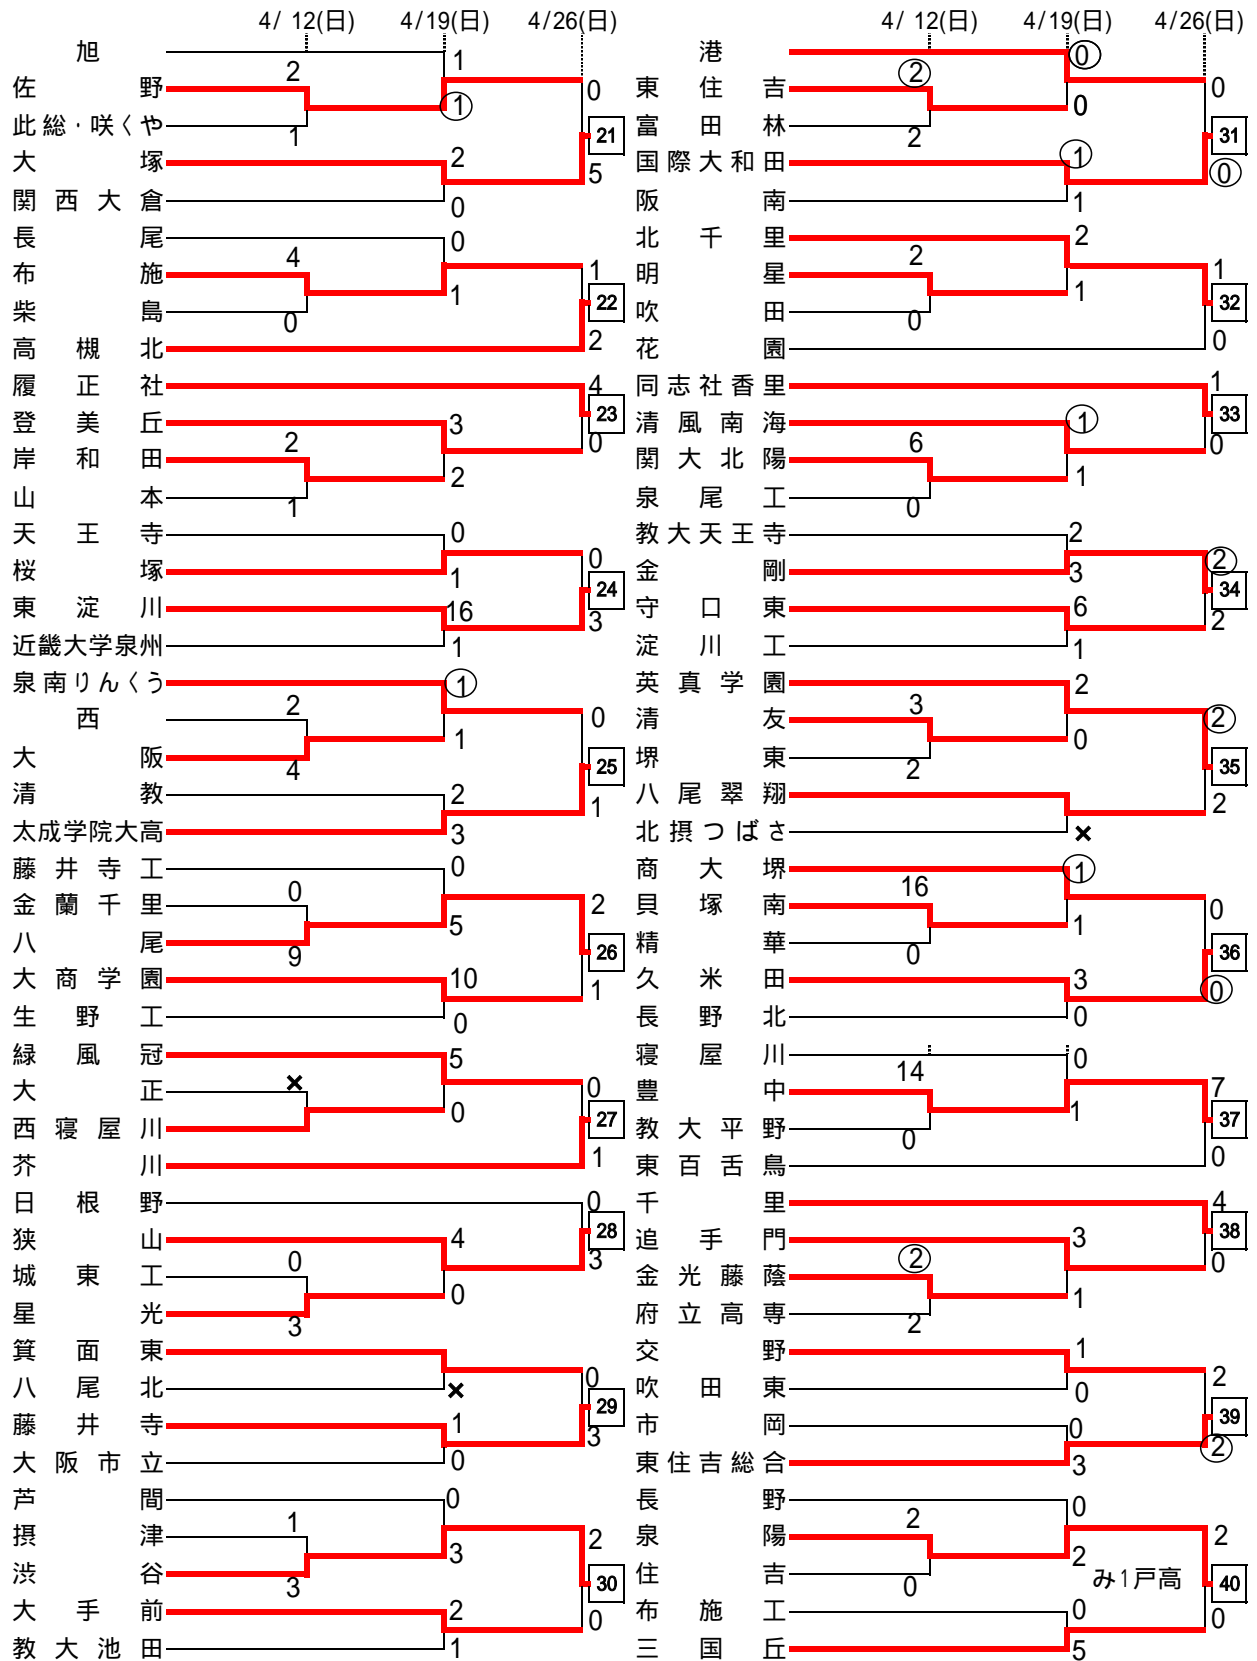 4/ 12(日) 4/19(日) 4/26(日)
旭 1
佐野 2 0
此総・咲くや 1 1 21
大塚 2 5
関西大倉 0
長尾 0
布施 4 1
柴島 0 1 22
高槻北 2
履正社 4 23
登美丘 3 0
岸和田 2 2
山本 1
天王寺 0 0
桜塚 1 24
東淀川 16 3
近畿大学泉州 1
泉南りんくう 1
西 2 1 0
大阪 4 25
清教 2 1
太成学院大高 3
藤井寺工 0
金蘭千里 0 5 2
八尾 9 26
大商学園 10 1
生野工 0
緑風冠 5
大正 × 0 0
西寝屋川 27
芥川 1
日根野 0 28
狭山 4 3
城東工 0 0
星光 3
箕面東 0
八尾北 × 29
藤井寺 1 3
大阪市立 0
芦間 0
摂津 1 3 2
渋谷 3 30
大手前 2 0
教大池田 1
4/ 12(日) 4/19(日) 4/26(日)
港 0
東住吉 2 0 0
富田林 2 31
国際大和田 1 0
阪南 1
北千里 2
明星 2 1 1
吹田 0 32
花園 0
同志社香里 1 33
清風南海 1 0
関大北陽 6 1
泉尾工 0
教大天王寺 2
金剛 3 2 34
守口東 6 2
淀川工 1
英真学園 2
清友 3 0 2
堺東 2 35
八尾翠翔 2
北摂つばさ ×
商大堺 1
貝塚南 16 1 0
精華 0 36
久米田 3 0
長野北 0
寝屋川 0
豊中 14 1 7
教大平野 0 37
東百舌鳥 0
千里 4 38
追手門 3 0
金光藤蔭 2 1
府立高専 2
交野 1 2
吹田東 0 39
市岡 0 2
東住吉総合 3
長野 0
泉陽 2 2 2
住吉 0 み1戸高 40
布施工 0 0
三国丘 5